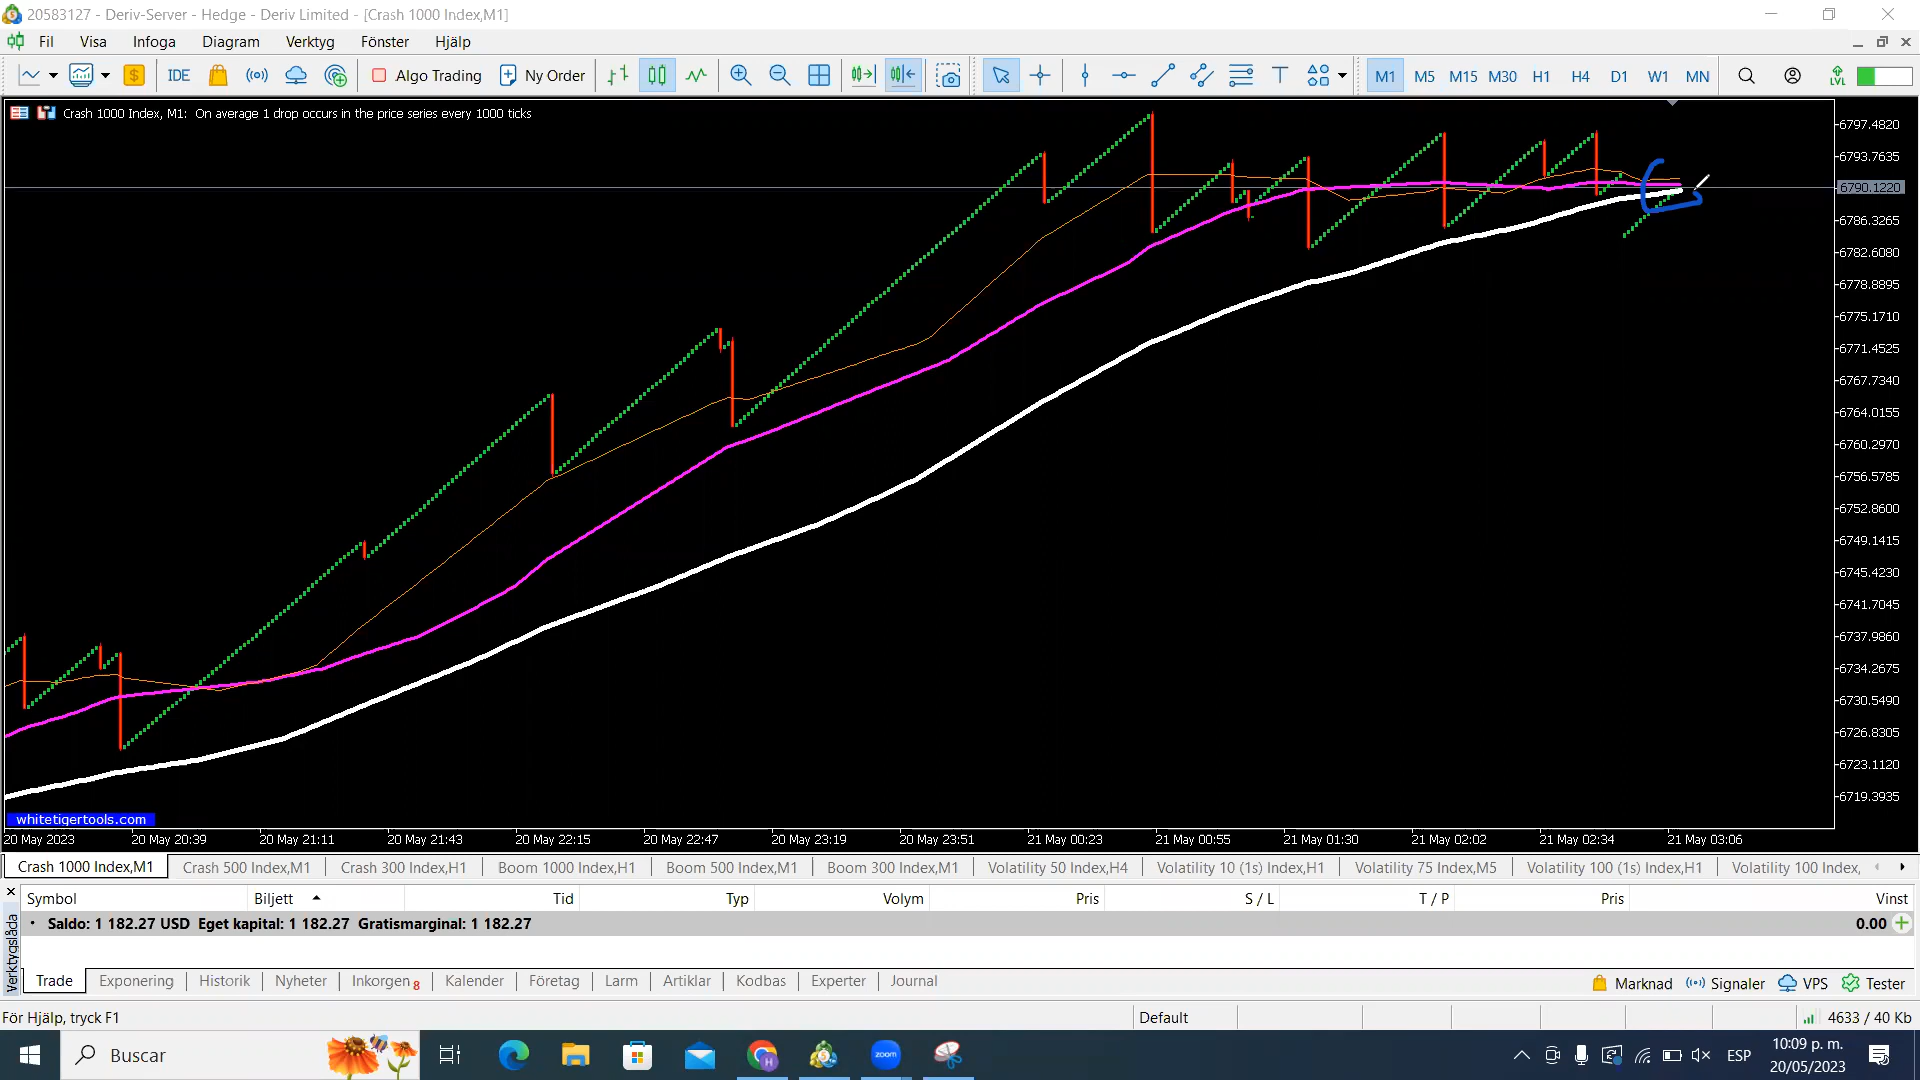 20583127 - Deriv-Server - Hedge - Deriv Limited - [Crash 1000 Index,M1]
Fil Visa Infoga Diagram Verktyg Fönster Hjälp
IDE Algo Trading Ny Order M1 M5 M15 M30 H1 H4 D1 W1 MN LVL
Crash 1000 Index, M1: On average 1 drop occurs in the price series every 1000 ticks
6797.4820
6793.7635
6790.1220
6786.3265
6782.6080
6778.8895
6775.1710
6771.4525
6767.7340
6764.0155
6760.2970
6756.5785
6752.8600
6749.1415
6745.4230
6741.7045
6737.9860
6734.2675
6730.5490
6726.8305
6723.1120
6719.3935
whitetigertools.com
20 May 2023 20 May 20:39 20 May 21:11 20 May 21:43 20 May 22:15 20 May 22:47 20 May 23:19 20 May 23:51 21 May 00:23 21 May 00:55 21 May 01:30 21 May 02:02 21 May 02:34 21 May 03:06
Crash 1000 Index,M1 Crash 500 Index,M1 Crash 300 Index,H1 Boom 1000 Index,H1 Boom 500 Index,M1 Boom 300 Index,M1 Volatility 50 Index,H4 Volatility 10 (1s) Index,H1 Volatility 75 Index,M5 Volatility 100 (1s) Index,H1 Volatility 100 Index,
Symbol Biljett Tid Typ Volym Pris S / L T / P Pris Vinst
Saldo: 1 182.27 USD Eget kapital: 1 182.27 Gratismarginal: 1 182.27 0.00
Verktygslåda
Trade Exponering Historik Nyheter Inkorgen 8 Kalender Företag Larm Artiklar Kodbas Experter Journal Marknad Signaler VPS Tester
För Hjälp, tryck F1 Default 4633 / 40 Kb
Buscar zoom ESP 10:09 p. m.
20/05/2023